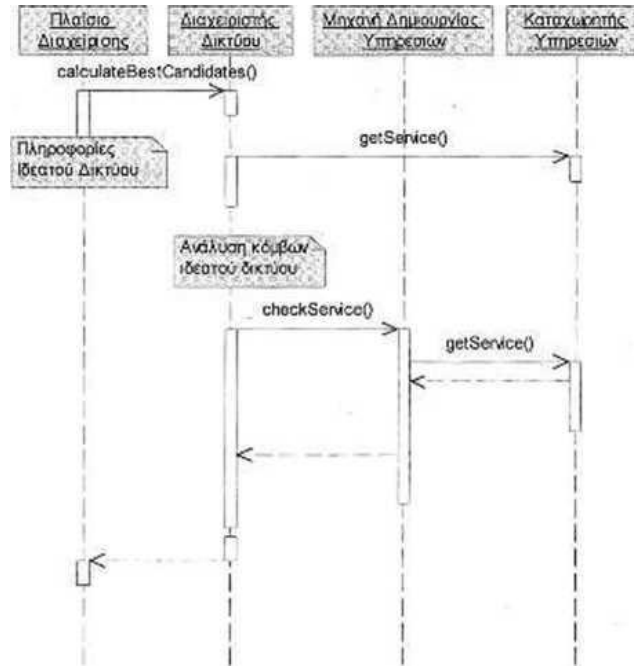 Πλαίσιο
Διαχείρισης
Διαχειριστής
Δικτύου
Μηχανή Δημιουργίας
Υπηρεσιών
Καταχωρητής
Υπηρεσιών
calculateBestCandidates()
Πληροφορίες
Ιδεατού Δικτύου
getService()
Ανάλυση κόμβων
ιδεατού δικτύου
checkService()
getService()